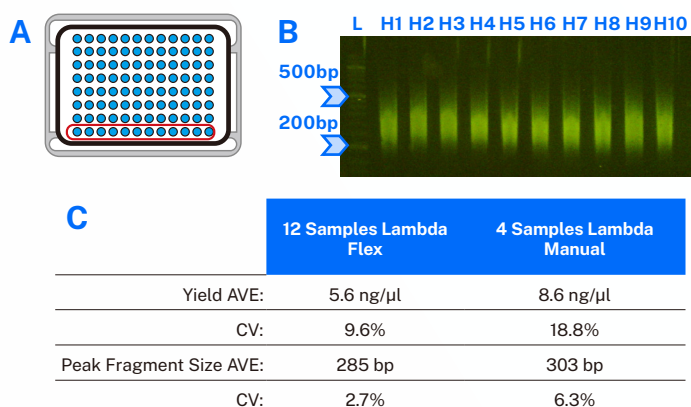 A
B
L H1 H2 H3 H4 H5 H6 H7 H8 H9 H10
500bp
200bp
C
12 Samples Lambda Flex
4 Samples Lambda Manual
Yield AVE: 5.6 ng/µl 8.6 ng/µl
CV: 9.6% 18.8%
Peak Fragment Size AVE: 285 bp 303 bp
CV: 2.7% 6.3%